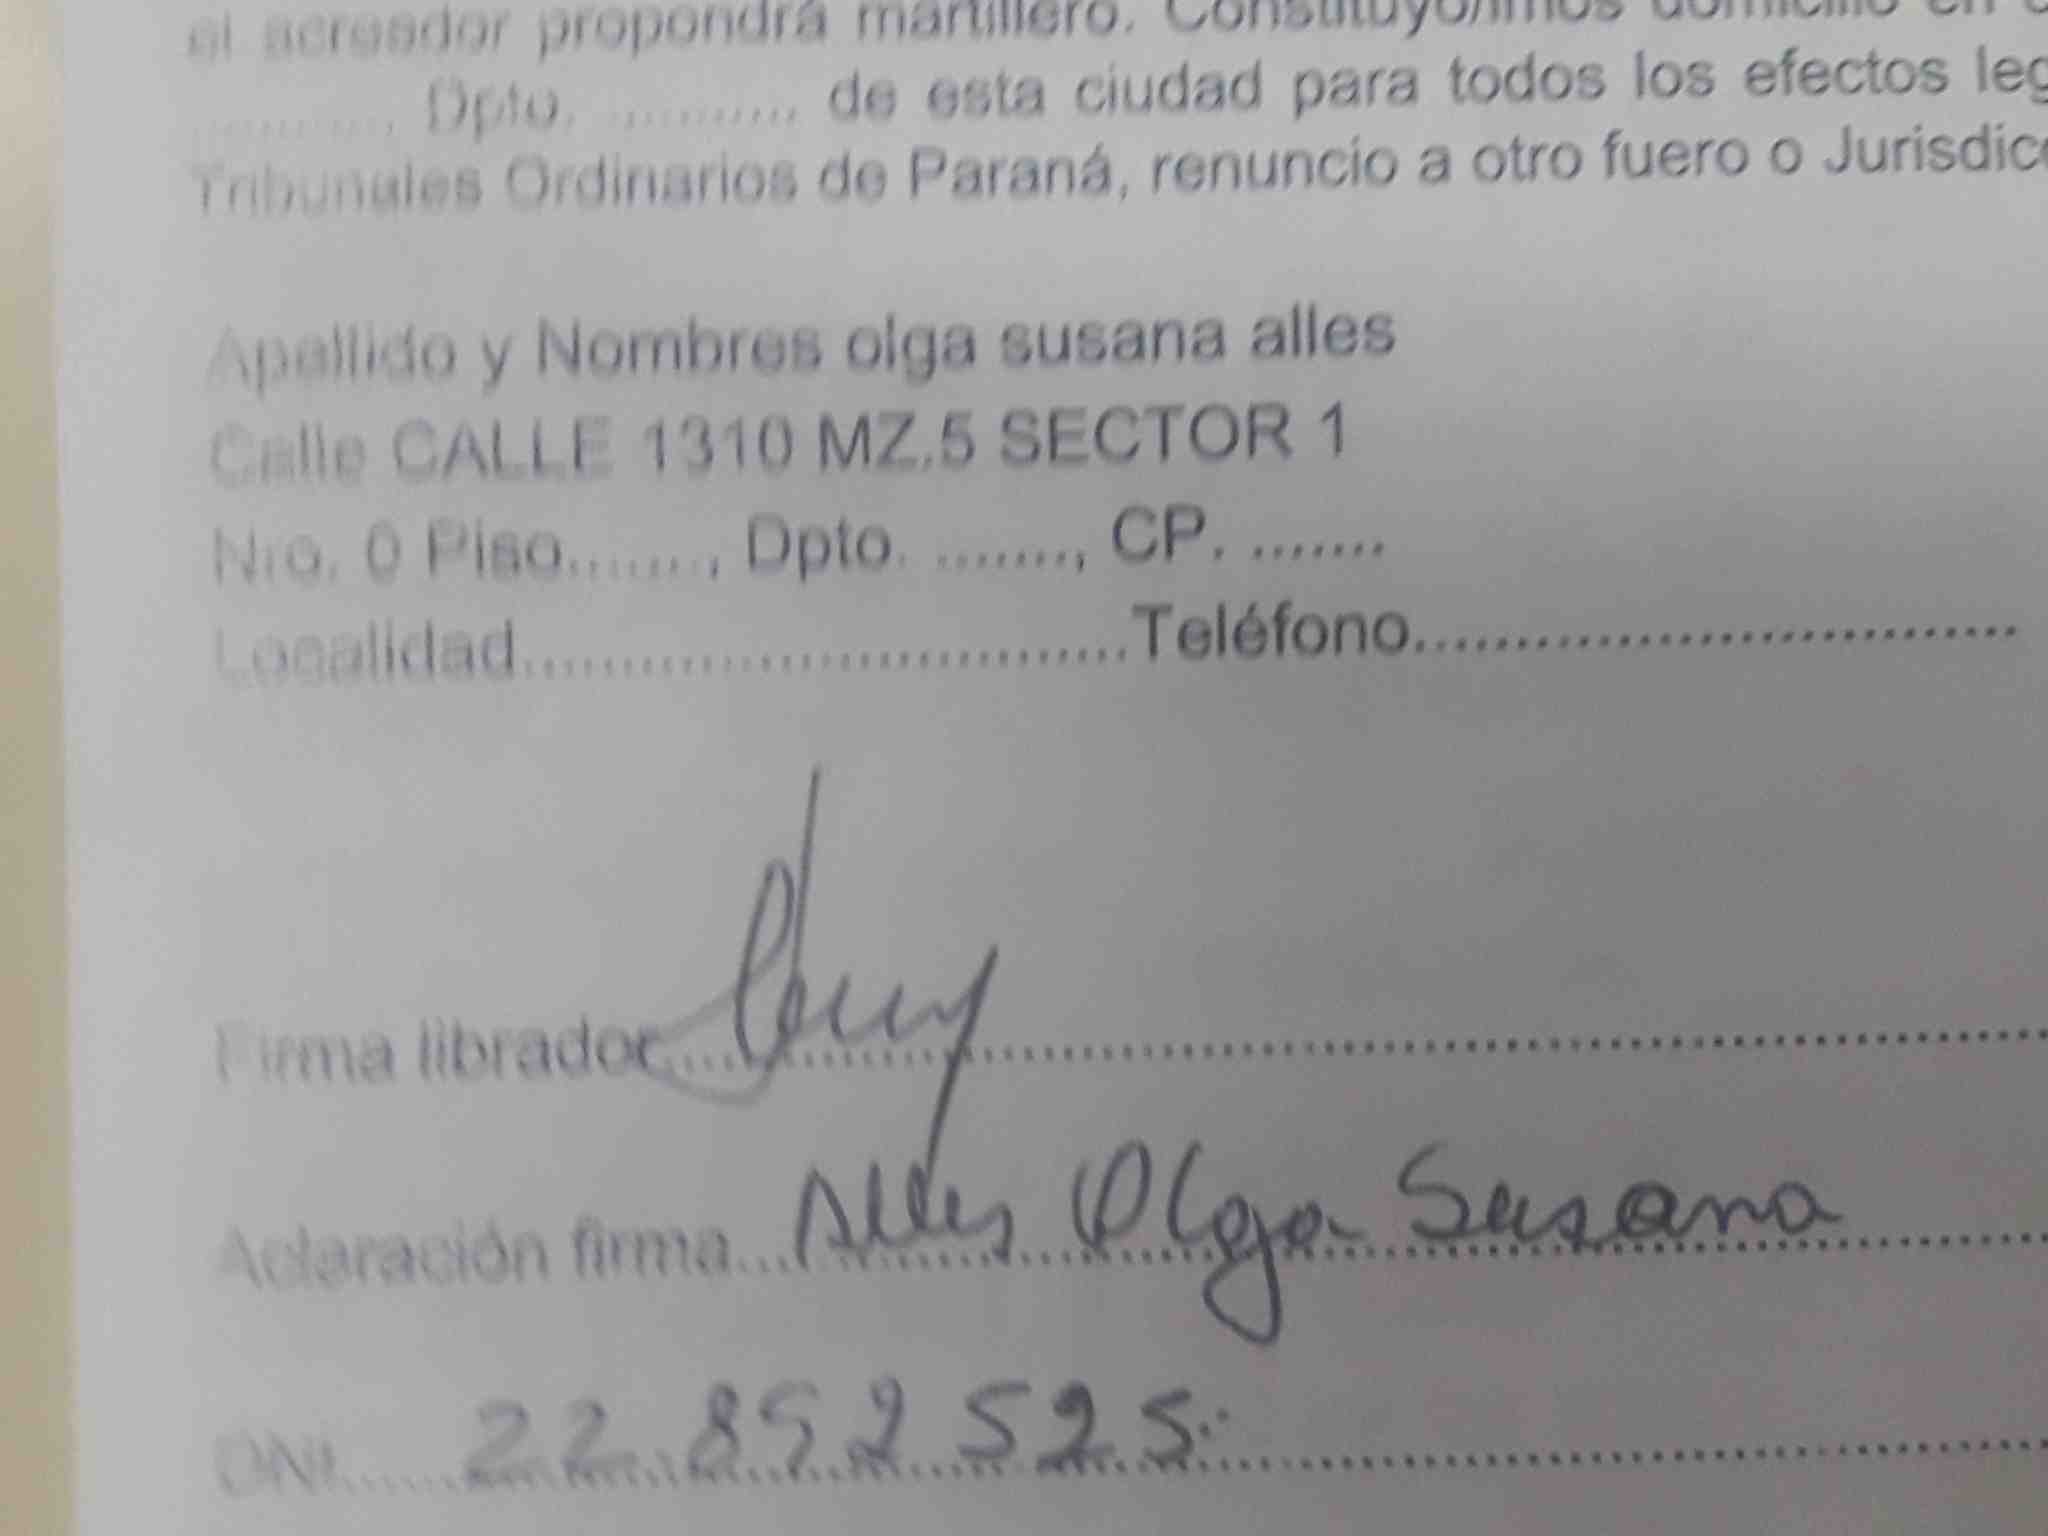 el acreedor propondrá martillero. Constituyo/imos domicilio en
............, Dpto. ........... de esta ciudad para todos los efectos leg
Tribunales Ordinarios de Paraná, renuncio a otro fuero o Jurisdicc
Apellido y Nombres olga susana alles
Calle CALLE 1310 MZ.5 SECTOR 1
Nro. 0 Piso......., Dpto. ......., CP. .......
Localidad..............................Teléfono..............................
Firma librador..............................
Aclaración firma... Alles Olga Susana
DNI...... 22.892.525.